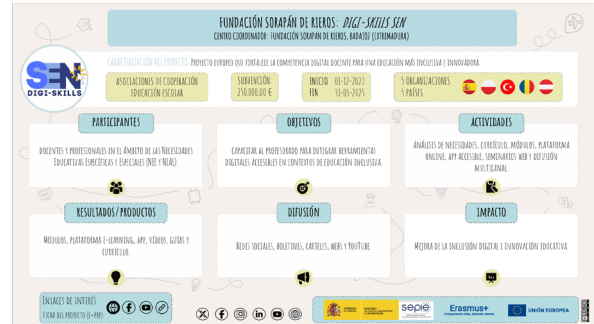 FUNDACIÓN SORAPÁN DE RIEROS: DIGI-SKILLS SEN
CENTRO COORDINADOR: FUNDACIÓN SORAPÁN DE RIEROS, BADAJOZ (EXTREMADURA)
SEN
DIGI-SKILLS
CARACTERIZACIÓN DEL PROYECTO: PROYECTO EUROPEO QUE FORTALECE LA COMPETENCIA DIGITAL DOCENTE PARA UNA EDUCACIÓN MÁS INCLUSIVA E INNOVADORA.
ASOCIACIONES DE COOPERACIÓN
EDUCACIÓN ESCOLAR
SUBVENCIÓN:
250.000,00 €
INICIO 01-12-2022
FIN 31-05-2025
5 ORGANIZACIONES
5 PAÍSES
PARTICIPANTES
DOCENTES Y PROFESIONALES EN EL ÁMBITO DE LAS NECESIDADES
EDUCATIVAS ESPECÍFICAS Y ESPECIALES (NEE Y NEAE).
OBJETIVOS
CAPACITAR AL PROFESORADO PARA INTEGRAR HERRAMIENTAS
DIGITALES ACCESIBLES EN CONTEXTOS DE EDUCACIÓN INCLUSIVA.
ACTIVIDADES
ANÁLISIS DE NECESIDADES, CURRÍCULO, MÓDULOS, PLATAFORMA
ONLINE, APP ACCESIBLE, SEMINARIOS WEB Y DIFUSIÓN
MULTICANAL.
RESULTADOS/PRODUCTOS
MÓDULOS, PLATAFORMA E-LEARNING, APP, VÍDEOS, GUÍAS Y
CURRÍCULO.
DIFUSIÓN
REDES SOCIALES, BOLETINES, CARTELES, WEBS Y YOUTUBE.
IMPACTO
MEJORA DE LA INCLUSIÓN DIGITAL E INNOVACIÓN EDUCATIVA.
ENLACES DE INTERÉS
FICHA DEL PROYECTO (E+PRP)
sepie
Erasmus+
UNIÓN EUROPEA